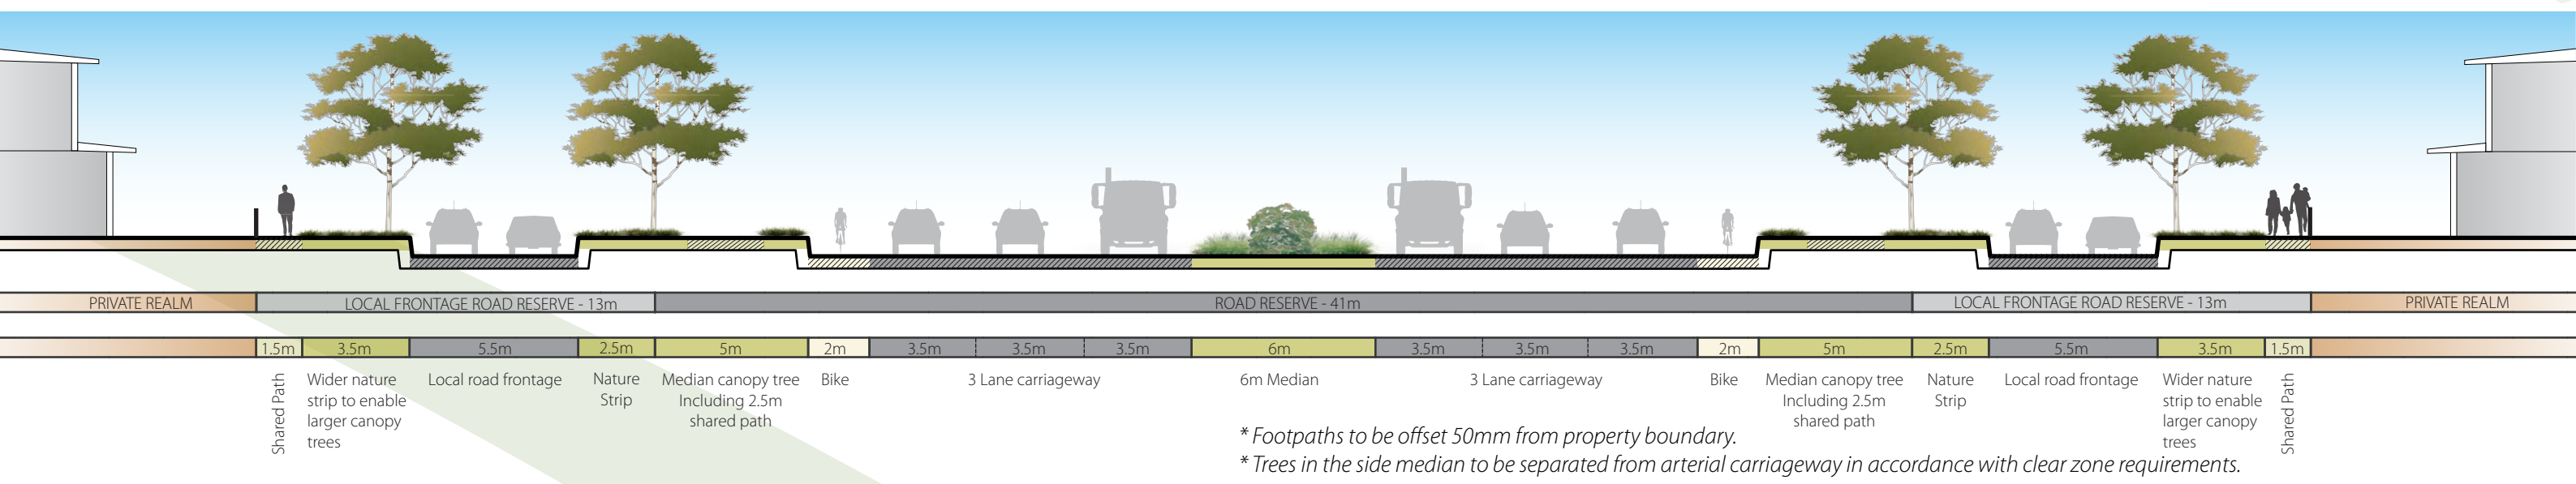 PRIVATE REALM
LOCAL FRONTAGE ROAD RESERVE - 13m
ROAD RESERVE - 41m
LOCAL FRONTAGE ROAD RESERVE - 13m
PRIVATE REALM
1.5m
3.5m
5.5m
2.5m
5m
2m
3.5m
3.5m
3.5m
6m
3.5m
3.5m
3.5m
2m
5m
2.5m
5.5m
3.5m
1.5m
Shared Path
Wider nature
strip to enable
larger canopy
trees
Local road frontage
Nature
Strip
Median canopy tree
Including 2.5m
shared path
Bike
3 Lane carriageway
6m Median
3 Lane carriageway
Bike
Median canopy tree
Including 2.5m
shared path
Nature
Strip
Local road frontage
Wider nature
strip to enable
larger canopy
trees
Shared Path
* Footpaths to be offset 50mm from property boundary.
* Trees in the side median to be separated from arterial carriageway in accordance with clear zone requirements.